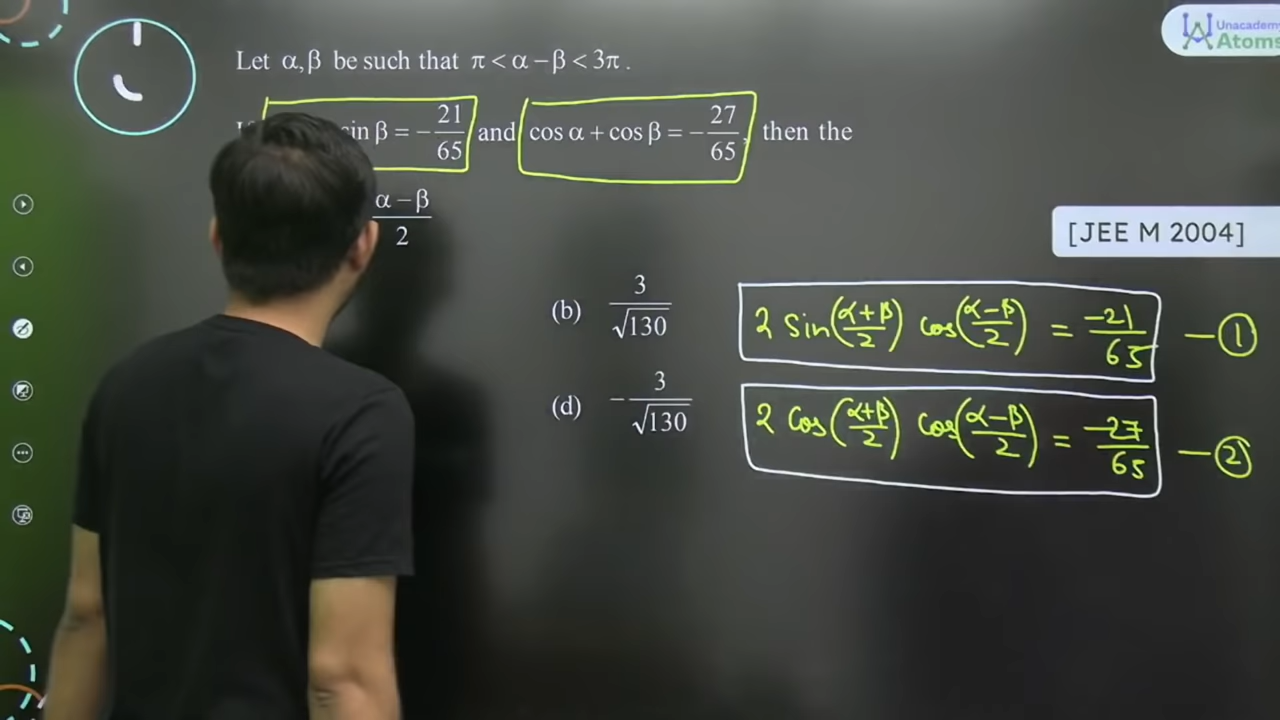 Unacademy
Atoms
Let α,β be such that π < α − β < 3π .
sin β = − 21/65 and cos α + cos β = − 27/65, then the
α − β / 2
[JEE M 2004]
(b) 3/√130
(d) − 3/√130
2 sin(α+β/2) cos(α−β/2) = −21/65 — ①
2 cos(α+β/2) cos(α−β/2) = −27/65 — ②